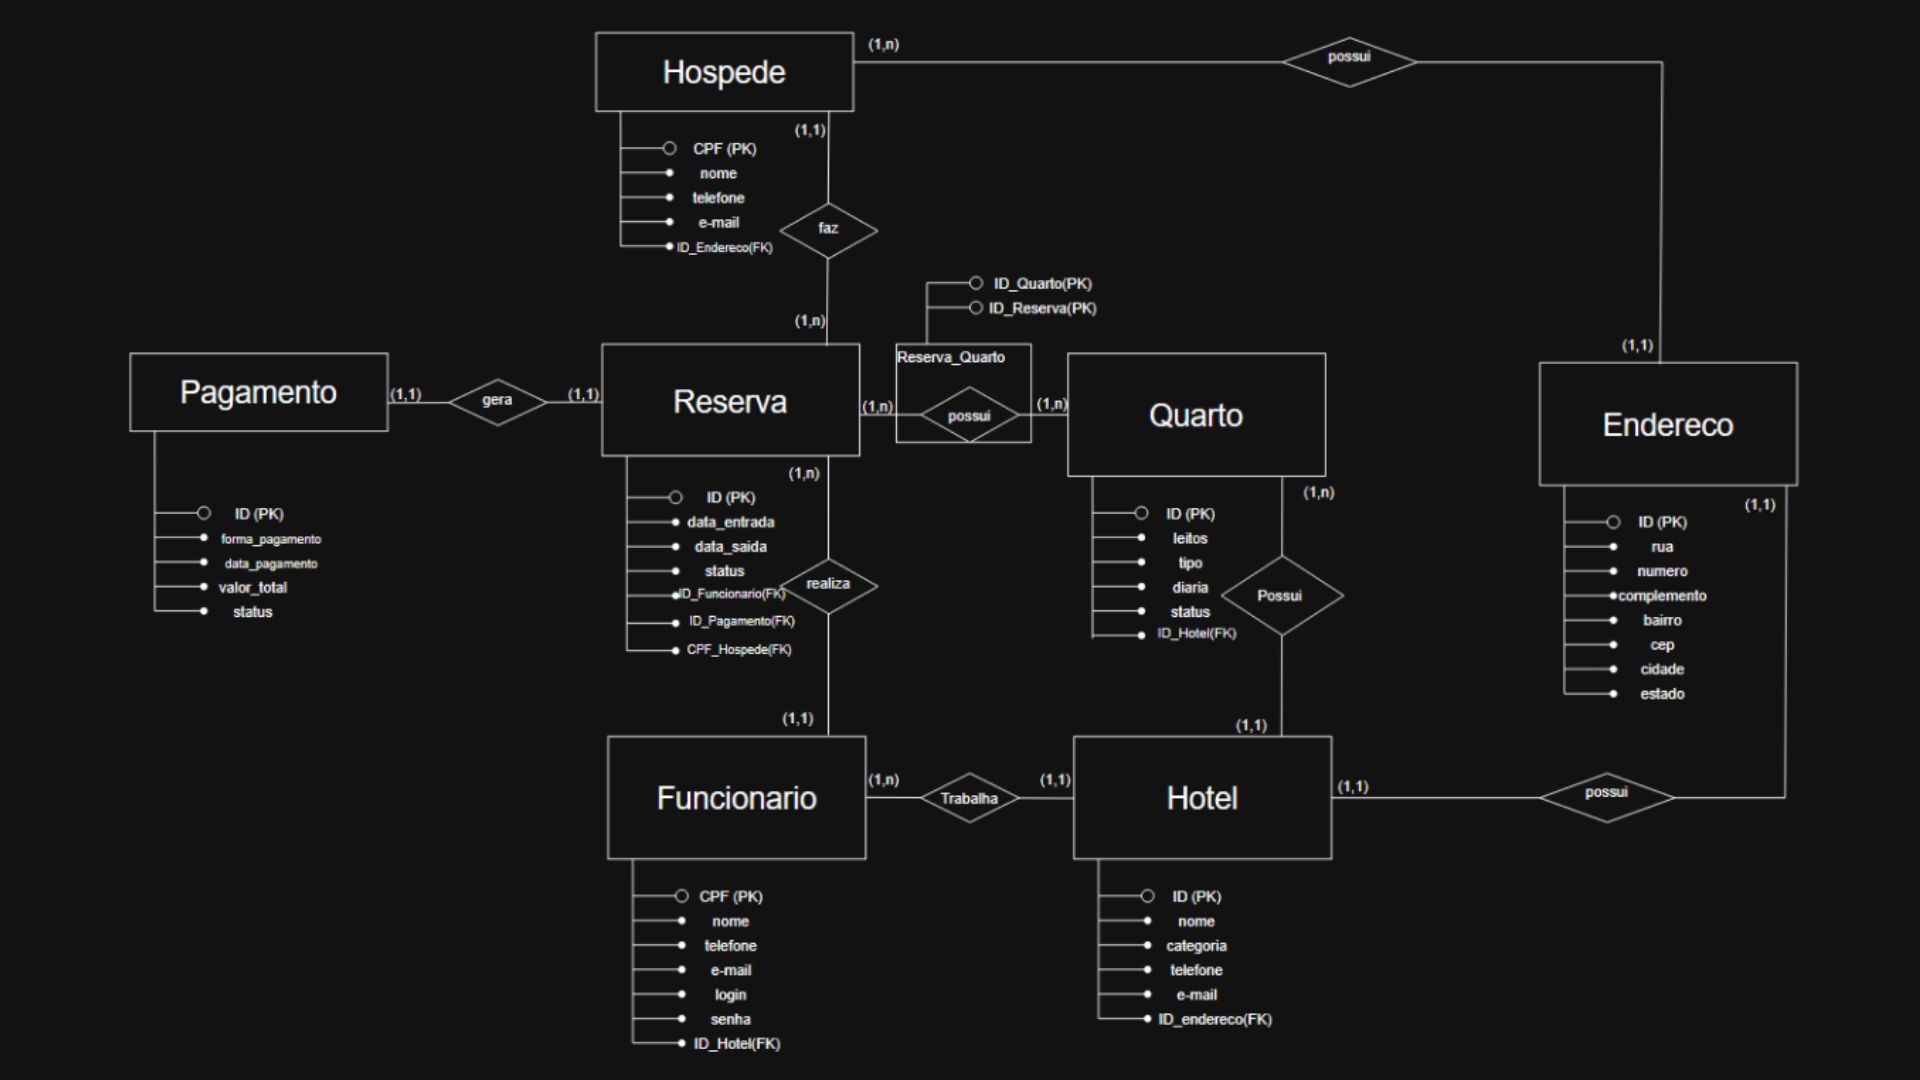 Hospede
(1,n)
possui
(1,1)
CPF (PK)
nome
telefone
e-mail
ID_Endereco(FK)
faz
(1,n)
ID_Quarto(PK)
ID_Reserva(PK)
Pagamento
(1,1)
gera
(1,1)
Reserva
(1,n)
Reserva_Quarto
possui
(1,n)
Quarto
(1,1)
Endereco
ID (PK)
forma_pagamento
data_pagamento
valor_total
status
(1,n)
ID (PK)
data_entrada
data_saida
status
ID_Funcionario(FK)
ID_Pagamento(FK)
CPF_Hospede(FK)
realiza
(1,1)
(1,n)
ID (PK)
leitos
tipo
diaria
status
ID_Hotel(FK)
Possui
(1,1)
(1,1)
ID (PK)
rua
numero
complemento
bairro
cep
cidade
estado
Funcionario
(1,n)
Trabalha
(1,1)
Hotel
(1,1)
possui
CPF (PK)
nome
telefone
e-mail
login
senha
ID_Hotel(FK)
ID (PK)
nome
categoria
telefone
e-mail
ID_endereco(FK)